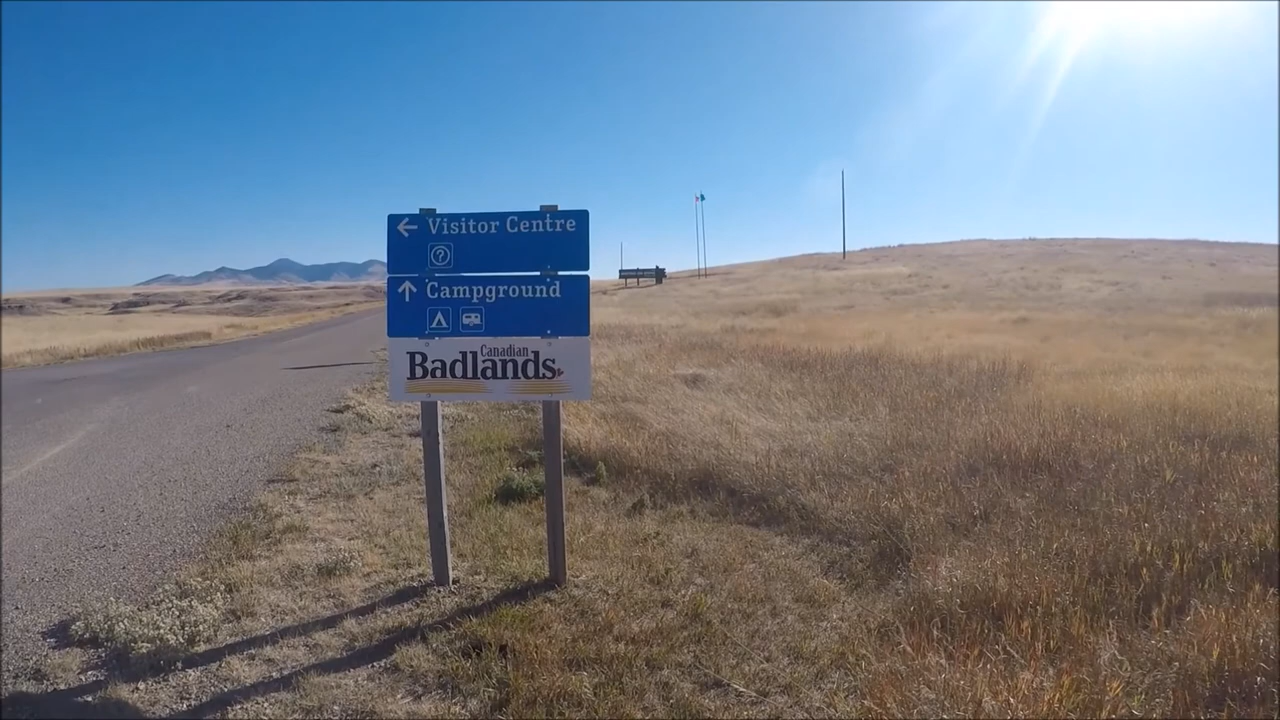 ← Visitor Centre
?
↑ Campground
Canadian
Badlands